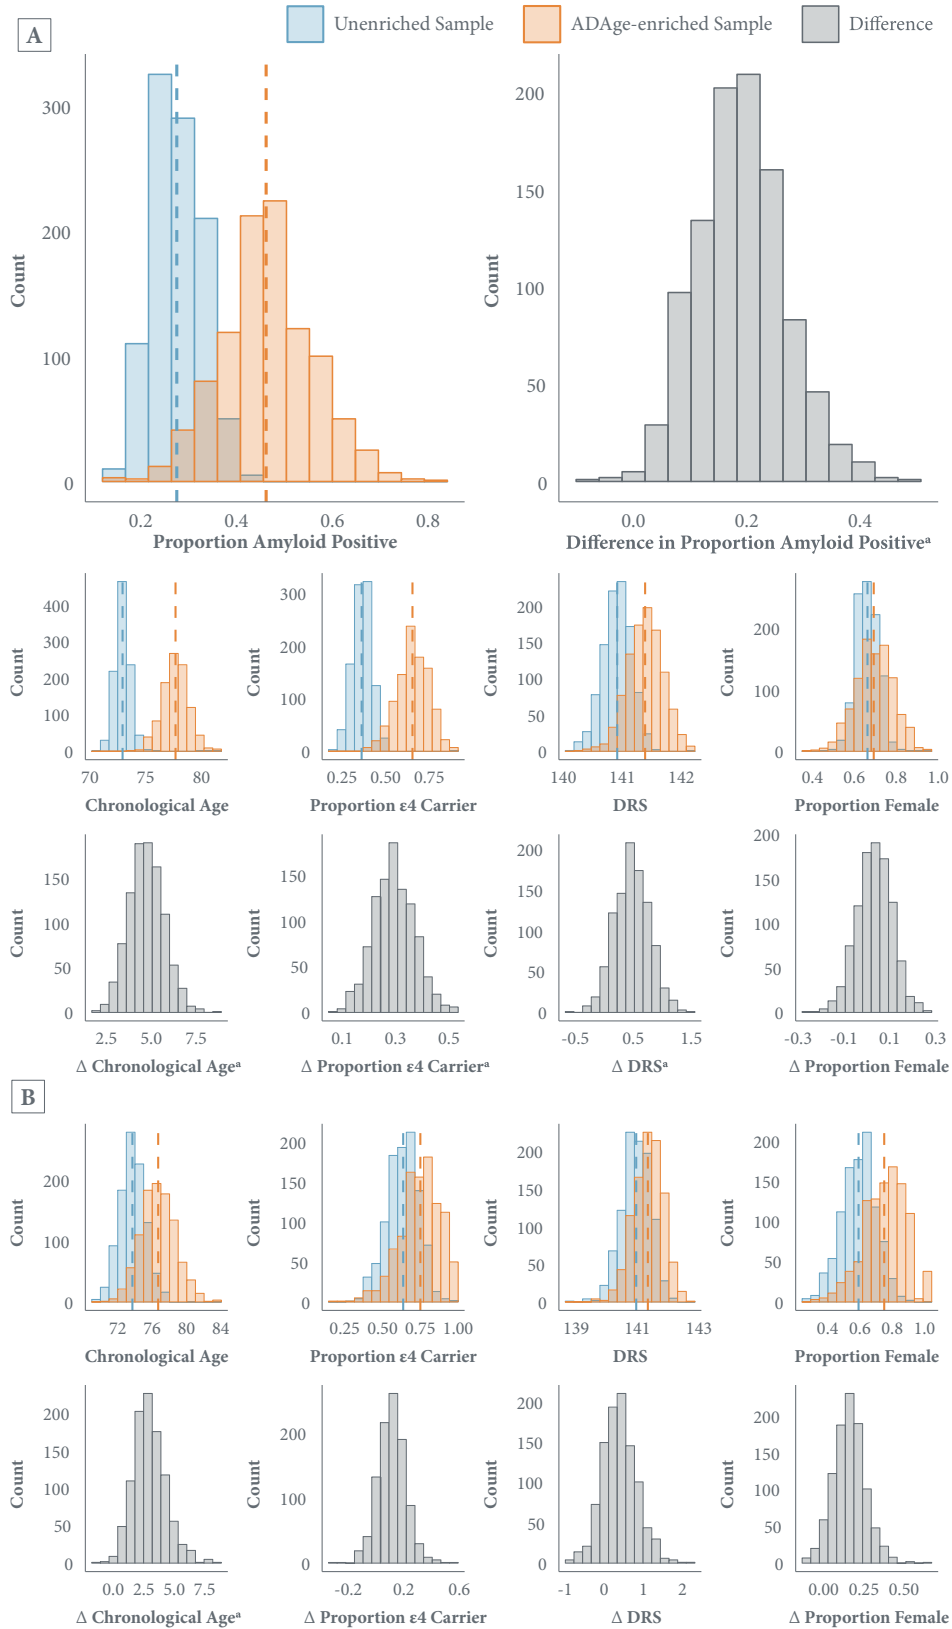 A
Unenriched Sample ADAge-enriched Sample Difference
Count
300
200
100
0
0.2 0.4 0.6 0.8
Proportion Amyloid Positive
Count
200
150
100
50
0
0.0 0.2 0.4
Difference in Proportion Amyloid Positiveᵃ
Count
400
300
200
100
0
70 75 80
Chronological Age
Count
300
200
100
0
0.25 0.50 0.75
Proportion ε4 Carrier
Count
200
150
100
50
0
140 141 142
DRS
Count
200
100
0
0.4 0.6 0.8 1.0
Proportion Female
Count
150
100
50
0
2.5 5.0 7.5
Δ Chronological Ageᵃ
Count
150
100
50
0
0.1 0.3 0.5
Δ Proportion ε4 Carrierᵃ
Count
200
150
100
50
0
-0.5 0.5 1.5
Δ DRSᵃ
Count
200
150
100
50
0
-0.3 -0.1 0.1 0.3
Δ Proportion Female
B
Count
200
100
0
72 76 80 84
Chronological Age
Count
200
150
100
50
0
0.25 0.50 0.75 1.00
Proportion ε4 Carrier
Count
200
150
100
50
0
139 141 143
DRS
Count
200
150
100
50
0
0.4 0.6 0.8 1.0
Proportion Female
Count
200
150
100
50
0
0.0 2.5 5.0 7.5
Δ Chronological Ageᵃ
Count
200
100
0
-0.2 0.2 0.6
Δ Proportion ε4 Carrier
Count
200
150
100
50
0
-1 0 1 2
Δ DRS
Count
200
150
100
50
0
0.00 0.25 0.50
Δ Proportion Female